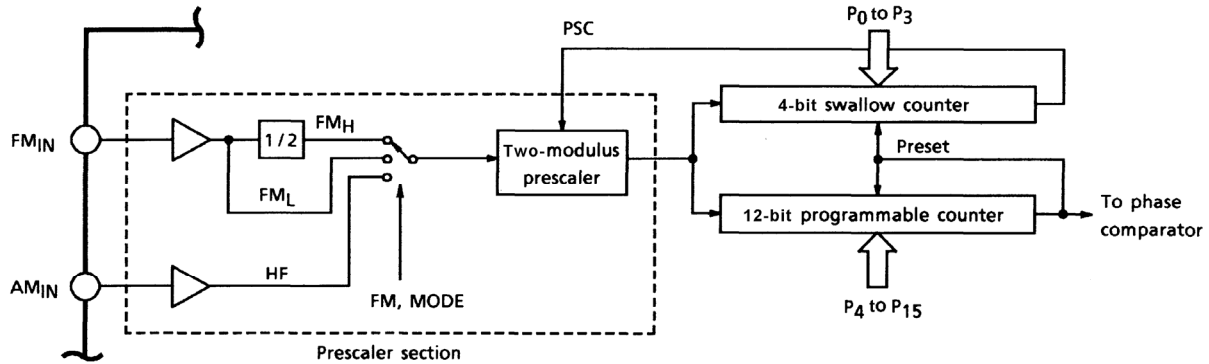 P0 to P3
PSC
4-bit swallow counter
FMIN
1/2
FMH
Two-modulus
prescaler
Preset
FML
12-bit programmable counter
To phase
comparator
AMIN
HF
FM, MODE
P4 to P15
Prescaler section